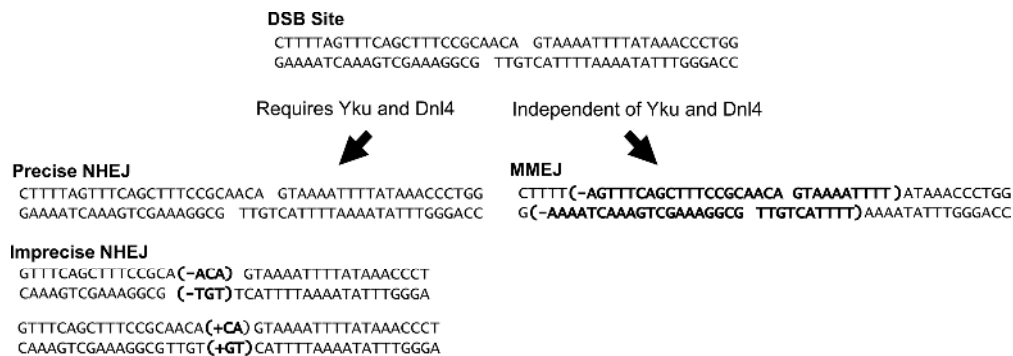 DSB Site
CTTTTAGTTTCAGCTTTCCGCAACA GTAAAATTTTATAAACCCTGG
GAAAATCAAAGTCGAAAGGCG TTGTCATTTTAAAATATTTGGGACC
Requires Yku and Dnl4 Independent of Yku and Dnl4
Precise NHEJ
CTTTTAGTTTCAGCTTTCCGCAACA GTAAAATTTTATAAACCCTGG
GAAAATCAAAGTCGAAAGGCG TTGTCATTTTAAAATATTTGGGACC
MMEJ
CTTTT(-AGTTTCAGCTTTCCGCAACA GTAAAATTTT)ATAAACCCTGG
G(-AAAATCAAAGTCGAAAGGCG TTGTCATTTT)AAAATATTTGGGACC
Imprecise NHEJ
GTTTCAGCTTTCCGCA(-ACA) GTAAAATTTTATAAACCCT
CAAAGTCGAAAGGCG (-TGT)TCATTTTAAAATATTTGGGA
GTTTCAGCTTTCCGCAACA(+CA)GTAAAATTTTATAAACCCT
CAAAGTCGAAAGGCGTTGT(+GT)CATTTTAAAATATTTGGGA